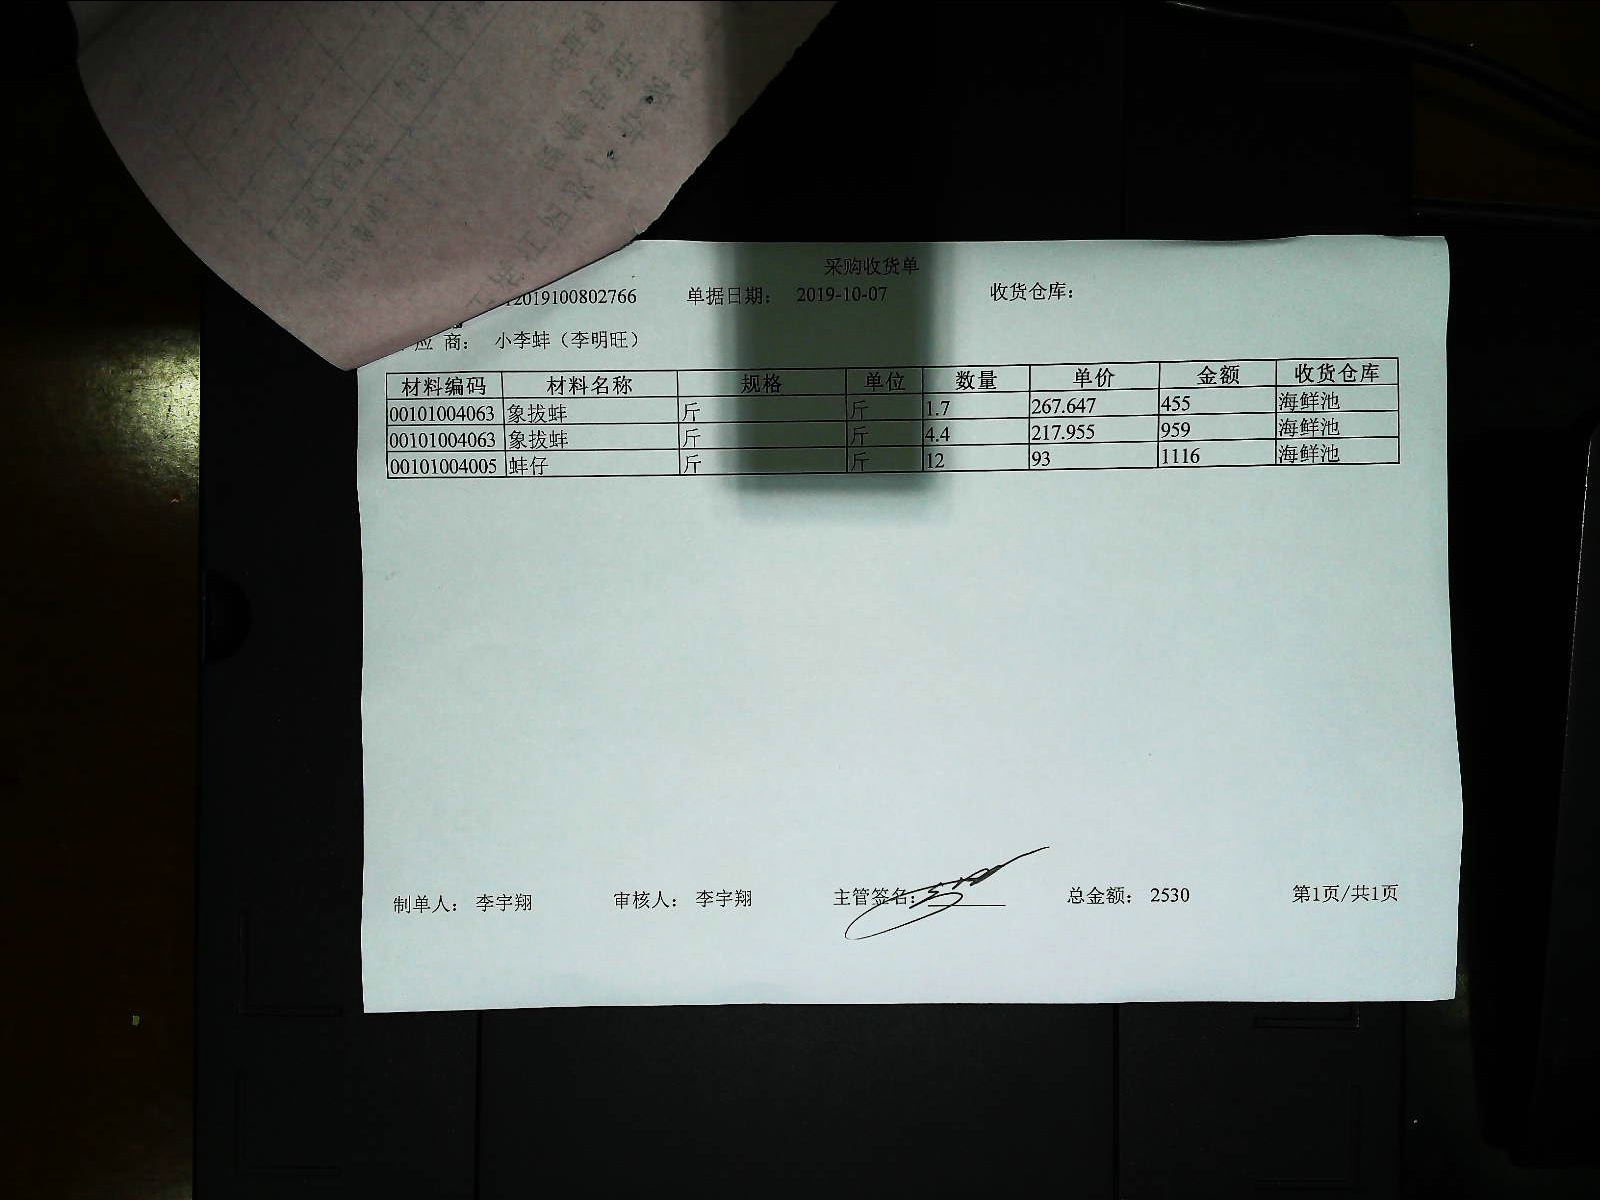 采购收货单
2019100802766 单据日期： 2019-10-07 收货仓库：
应 商： 小李蚌（李明旺）
材料编码 材料名称 规格 单位 数量 单价 金额 收货仓库
00101004063 象拔蚌 斤 斤 1.7 267.647 455 海鲜池
00101004063 象拔蚌 斤 斤 4.4 217.955 959 海鲜池
00101004005 蚌仔 斤 斤 12 93 1116 海鲜池
制单人： 李宇翔 审核人： 李宇翔 主管签名： 总金额： 2530 第1页/共1页